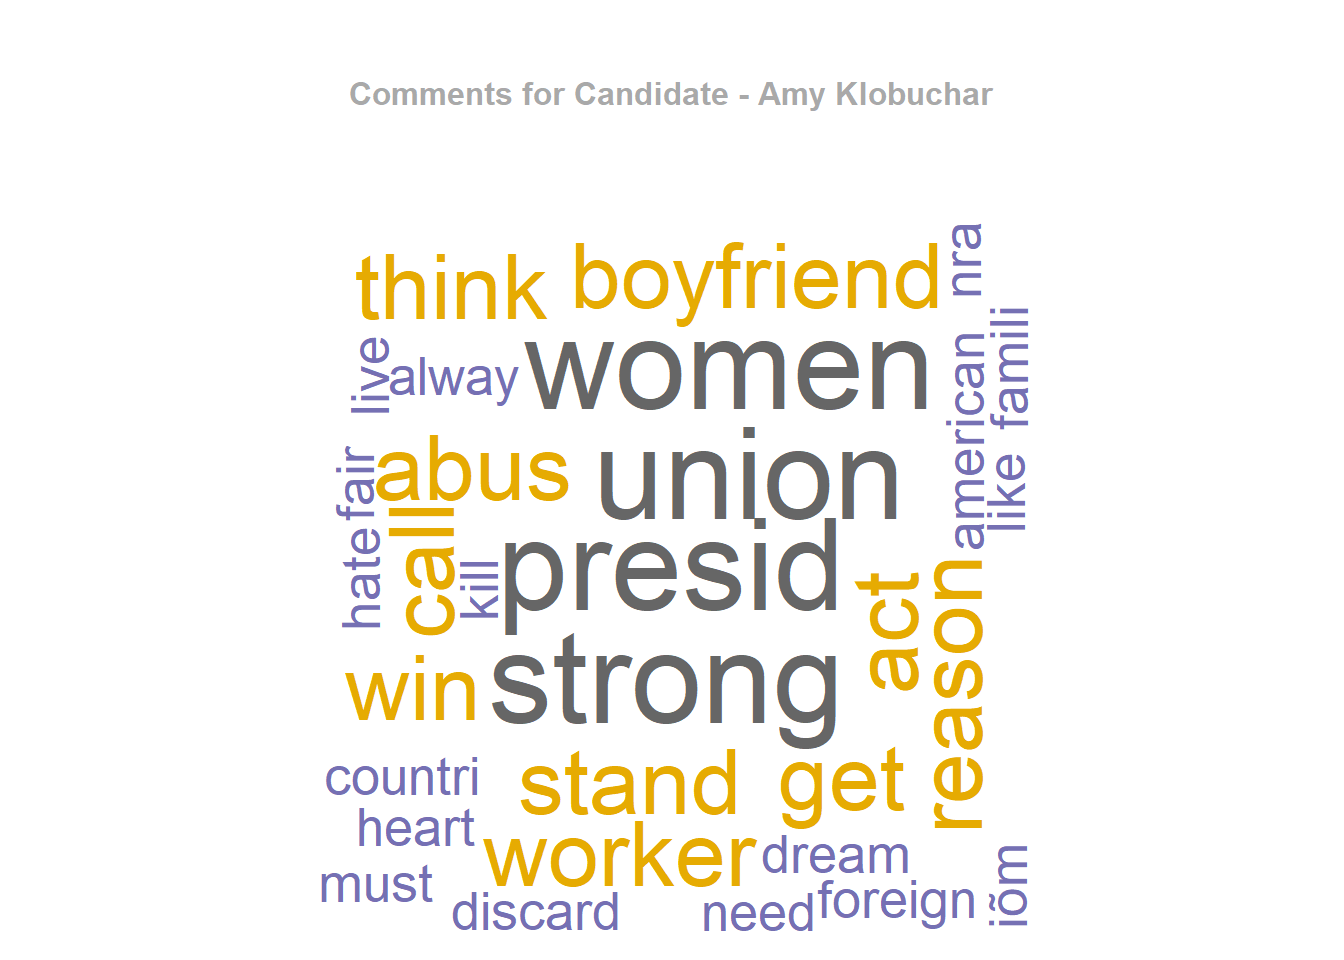 Comments for Candidate - Amy Klobuchar
think
boyfriend
nra
women
live
alway
american
famili
abus
union
fair
like
call
presid
hate
kill
act
reason
win
strong
countri
stand
get
heart
worker
dream
must
discard
need
foreign
iõm